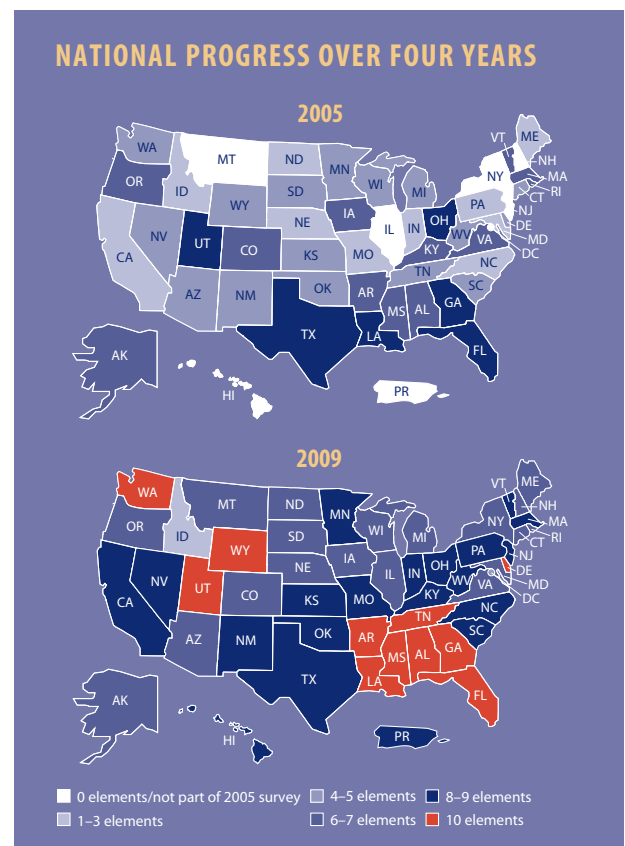 NATIONAL PROGRESS OVER FOUR YEARS
2005
WA
MT
ND
MN
VT
ME
OR
ID
SD
WI
MI
NY
NH
MA
RI
CT
WY
IA
NE
PA
NJ
NV
UT
CO
IL
IN
OH
DE
MD
DC
CA
KS
MO
KY
WV
VA
AZ
NM
OK
AR
TN
NC
SC
MS
AL
GA
TX
LA
FL
AK
HI
PR
2009
WA
MT
ND
MN
VT
ME
OR
ID
SD
WI
MI
NY
NH
MA
RI
CT
WY
IA
NE
PA
NJ
NV
UT
CO
IL
IN
OH
DE
MD
DC
CA
KS
MO
KY
WV
VA
AZ
NM
OK
AR
TN
NC
SC
MS
AL
GA
TX
LA
FL
AK
HI
PR
0 elements/not part of 2005 survey
4–5 elements
8–9 elements
1–3 elements
6–7 elements
10 elements